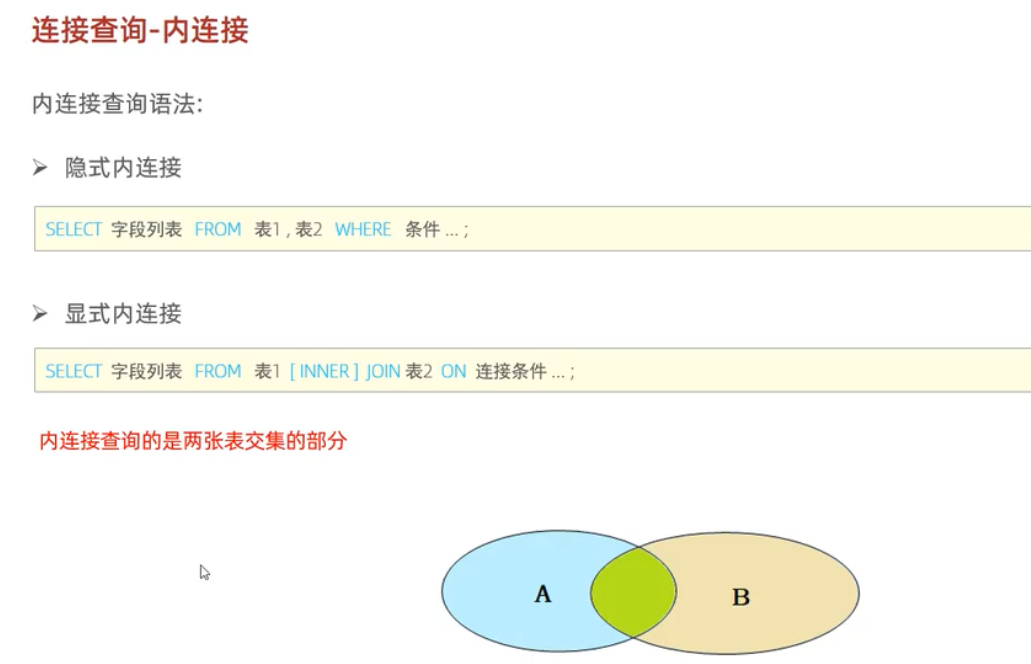 连接查询-内连接
内连接查询语法:
➢ 隐式内连接
SELECT 字段列表 FROM 表1 , 表2 WHERE 条件 ... ;
➢ 显式内连接
SELECT 字段列表 FROM 表1 [ INNER ] JOIN 表2 ON 连接条件 ... ;
内连接查询的是两张表交集的部分
A B